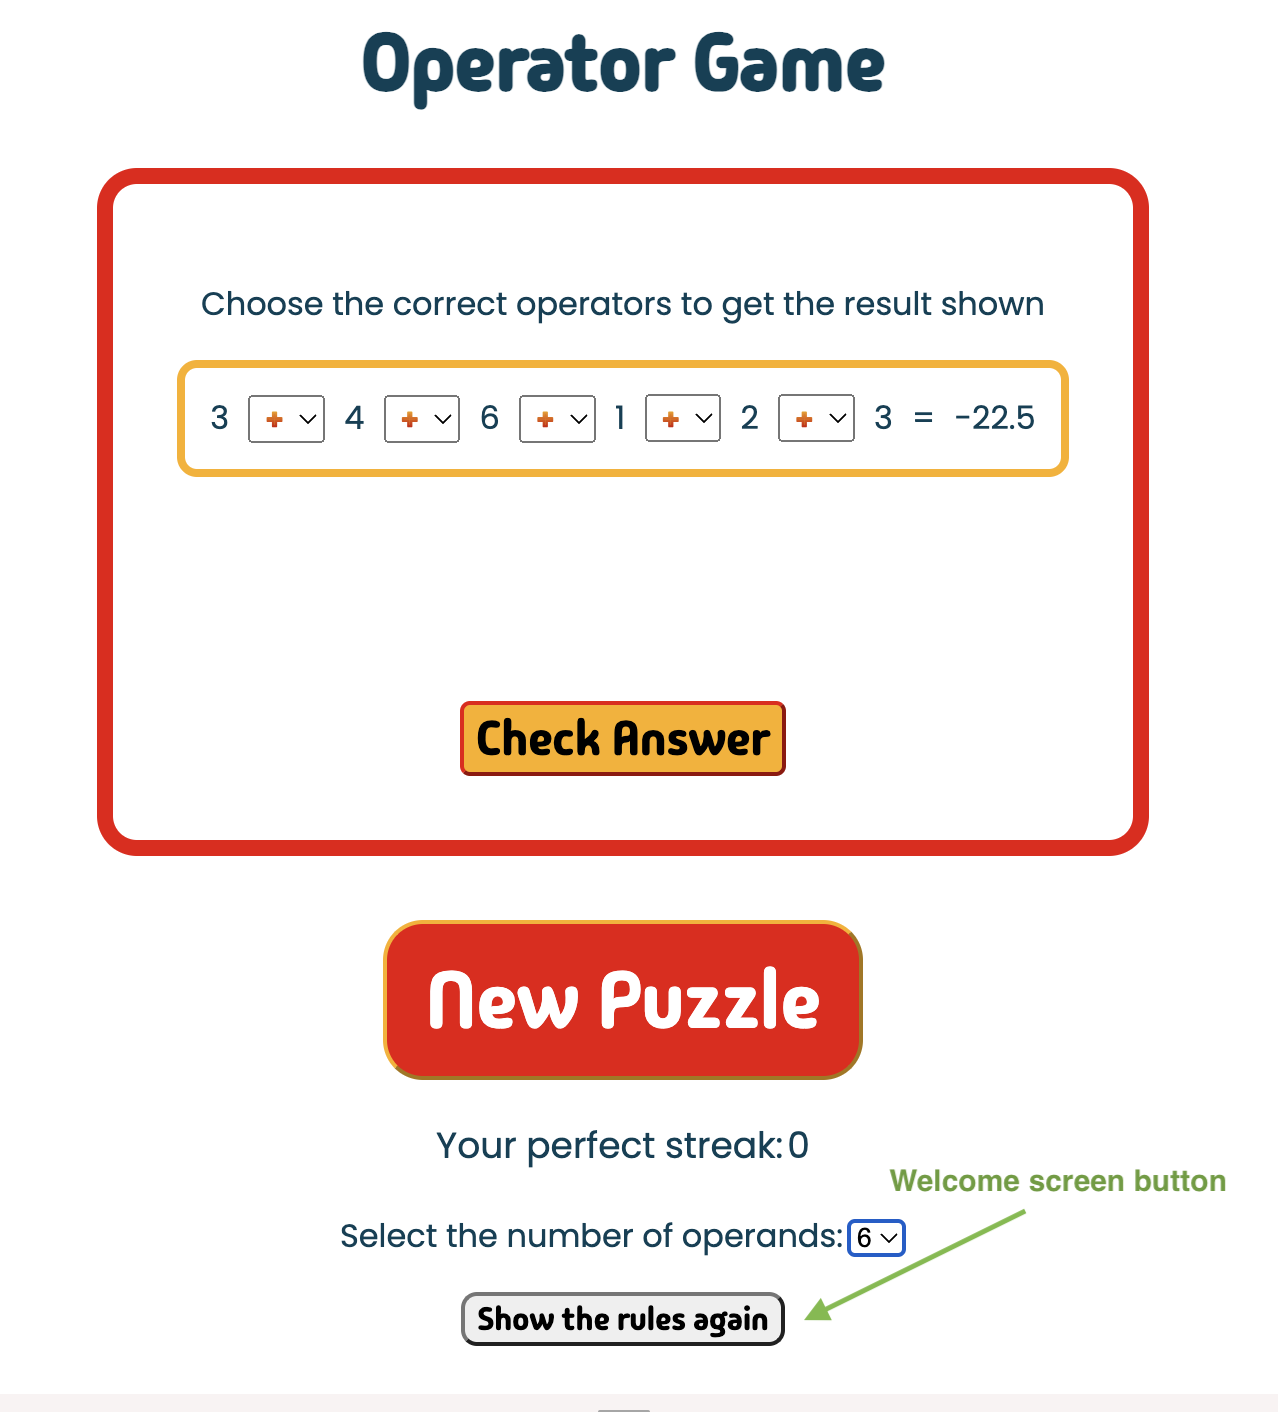 Operator Game
Choose the correct operators to get the result shown
3 + 4 + 6 + 1 + 2 + 3 = -22.5
Check Answer
New Puzzle
Your perfect streak: 0
Welcome screen button
Select the number of operands: 6
Show the rules again